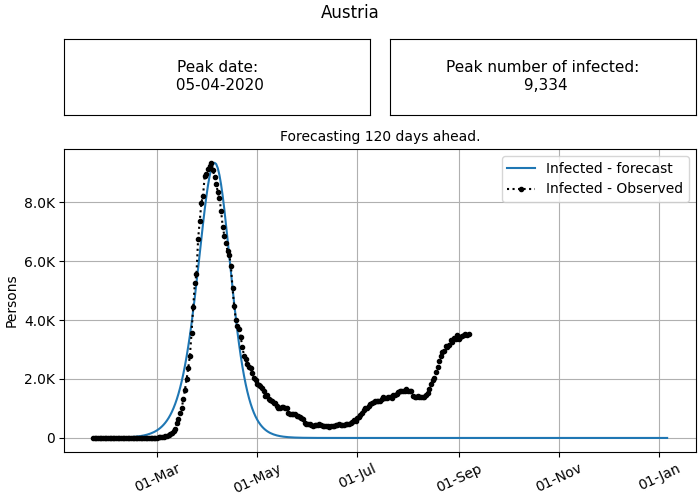 Austria
Peak date:
05-04-2020
Peak number of infected:
9,334
Forecasting 120 days ahead.
Infected - forecast
Infected - Observed
Persons
8.0K
6.0K
4.0K
2.0K
0
01-Mar
01-May
01-Jul
01-Sep
01-Nov
01-Jan